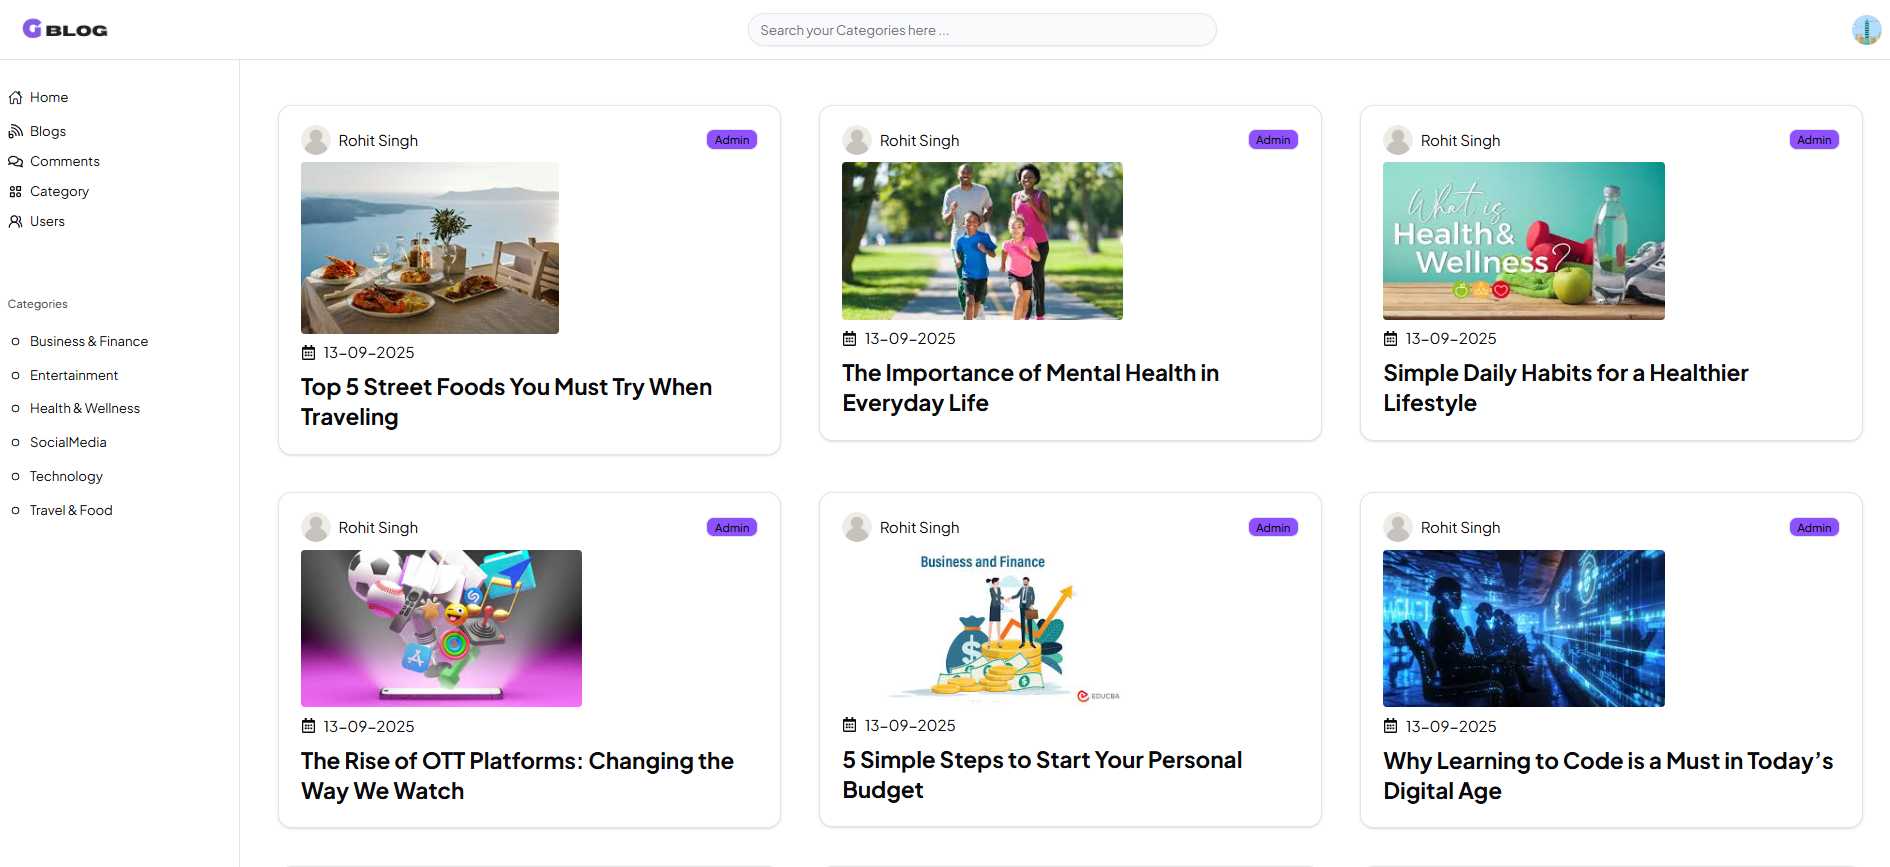 G BLOG
Search your Categories here ...
Home
Blogs
Comments
Category
Users
Categories
Business & Finance
Entertainment
Health & Wellness
SocialMedia
Technology
Travel & Food
Rohit Singh
Admin
13-09-2025
Top 5 Street Foods You Must Try When
Traveling
Rohit Singh
Admin
13-09-2025
The Importance of Mental Health in
Everyday Life
Rohit Singh
Admin
What is
Health &
Wellness?
13-09-2025
Simple Daily Habits for a Healthier
Lifestyle
Rohit Singh
Admin
13-09-2025
The Rise of OTT Platforms: Changing the
Way We Watch
Rohit Singh
Admin
Business and Finance
EDUCBA
13-09-2025
5 Simple Steps to Start Your Personal
Budget
Rohit Singh
Admin
13-09-2025
Why Learning to Code is a Must in Today’s
Digital Age